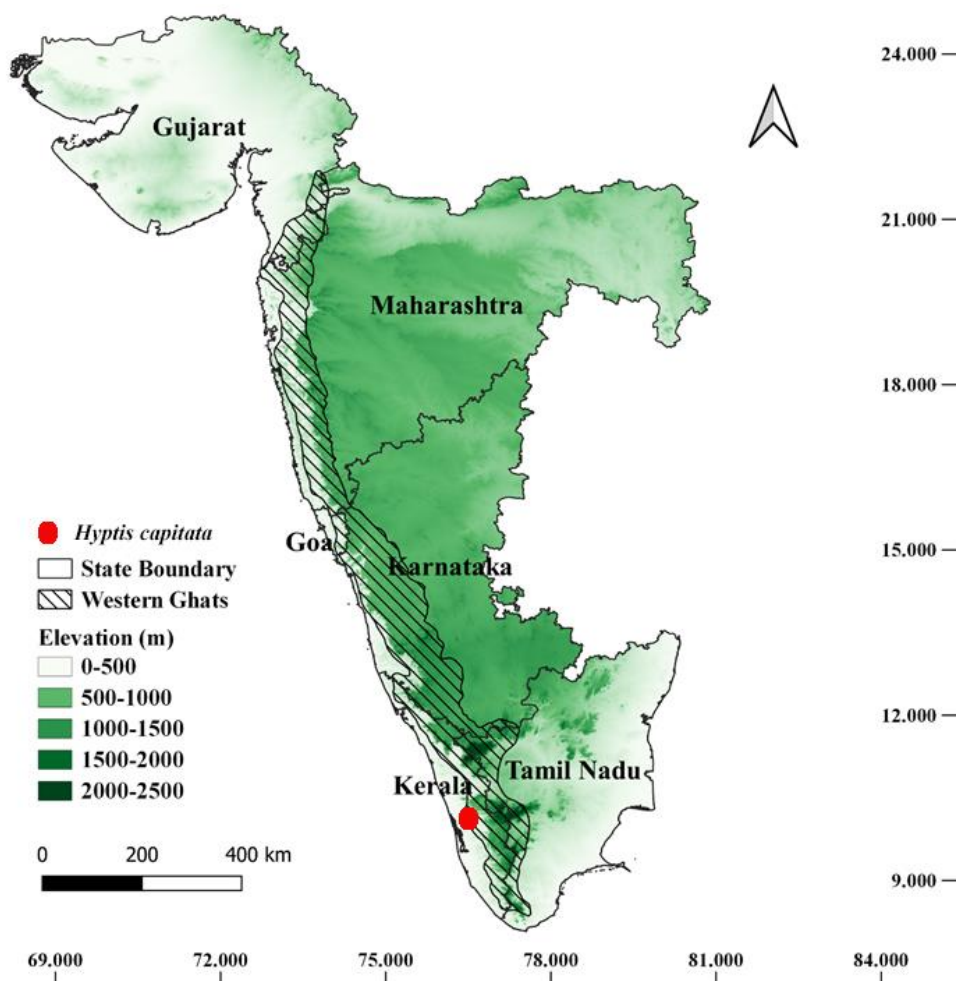 24.000
Gujarat
21.000
Maharashtra
18.000
Hyptis capitata
Goa
State Boundary
15.000
Karnataka
Western Ghats
Elevation (m)
0-500
500-1000
1000-1500
12.000
1500-2000
Tamil Nadu
2000-2500
Kerala
0 200 400 km
9.000
69.000 72.000 75.000 78.000 81.000 84.000